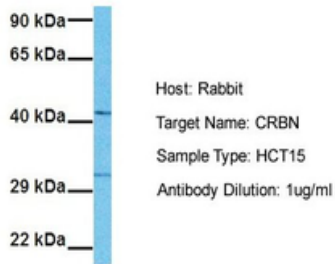 90 kDa
65 kDa
40 kDa
29 kDa
22 kDa
Host: Rabbit
Target Name: CRBN
Sample Type: HCT15
Antibody Dilution: 1ug/ml